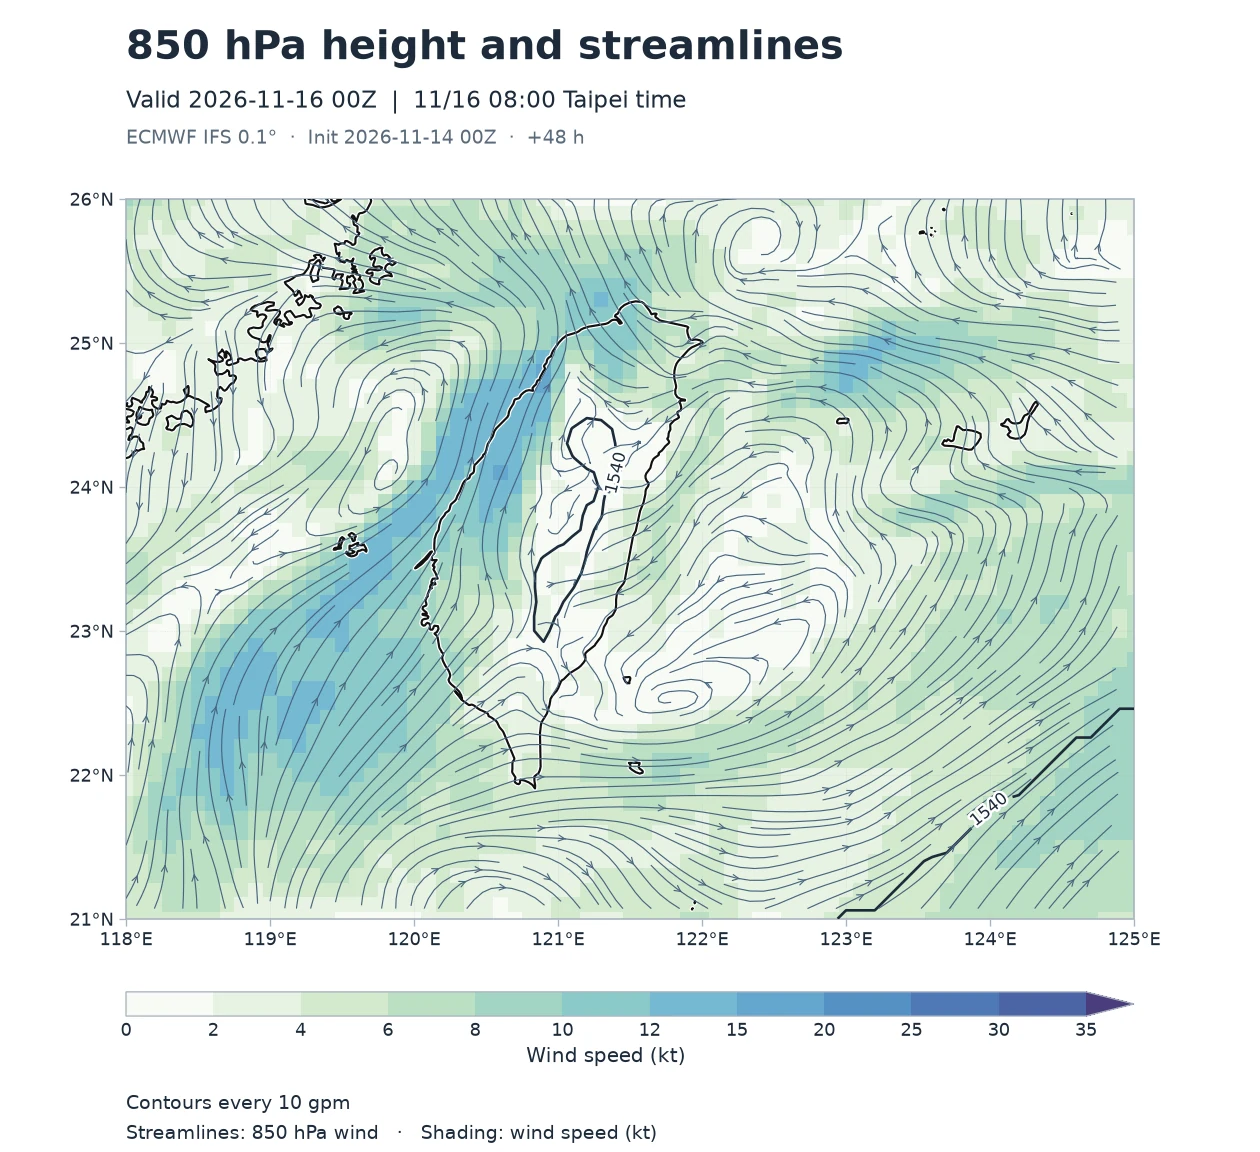 850 hPa height and streamlines
Valid 2026-11-16 00Z | 11/16 08:00 Taipei time
ECMWF IFS 0.1° · Init 2026-11-14 00Z · +48 h
26°N
25°N
24°N
23°N
22°N
21°N
1540
1540
118°E 119°E 120°E 121°E 122°E 123°E 124°E 125°E
0 2 4 6 8 10 12 15 20 25 30 35
Wind speed (kt)
Contours every 10 gpm
Streamlines: 850 hPa wind · Shading: wind speed (kt)